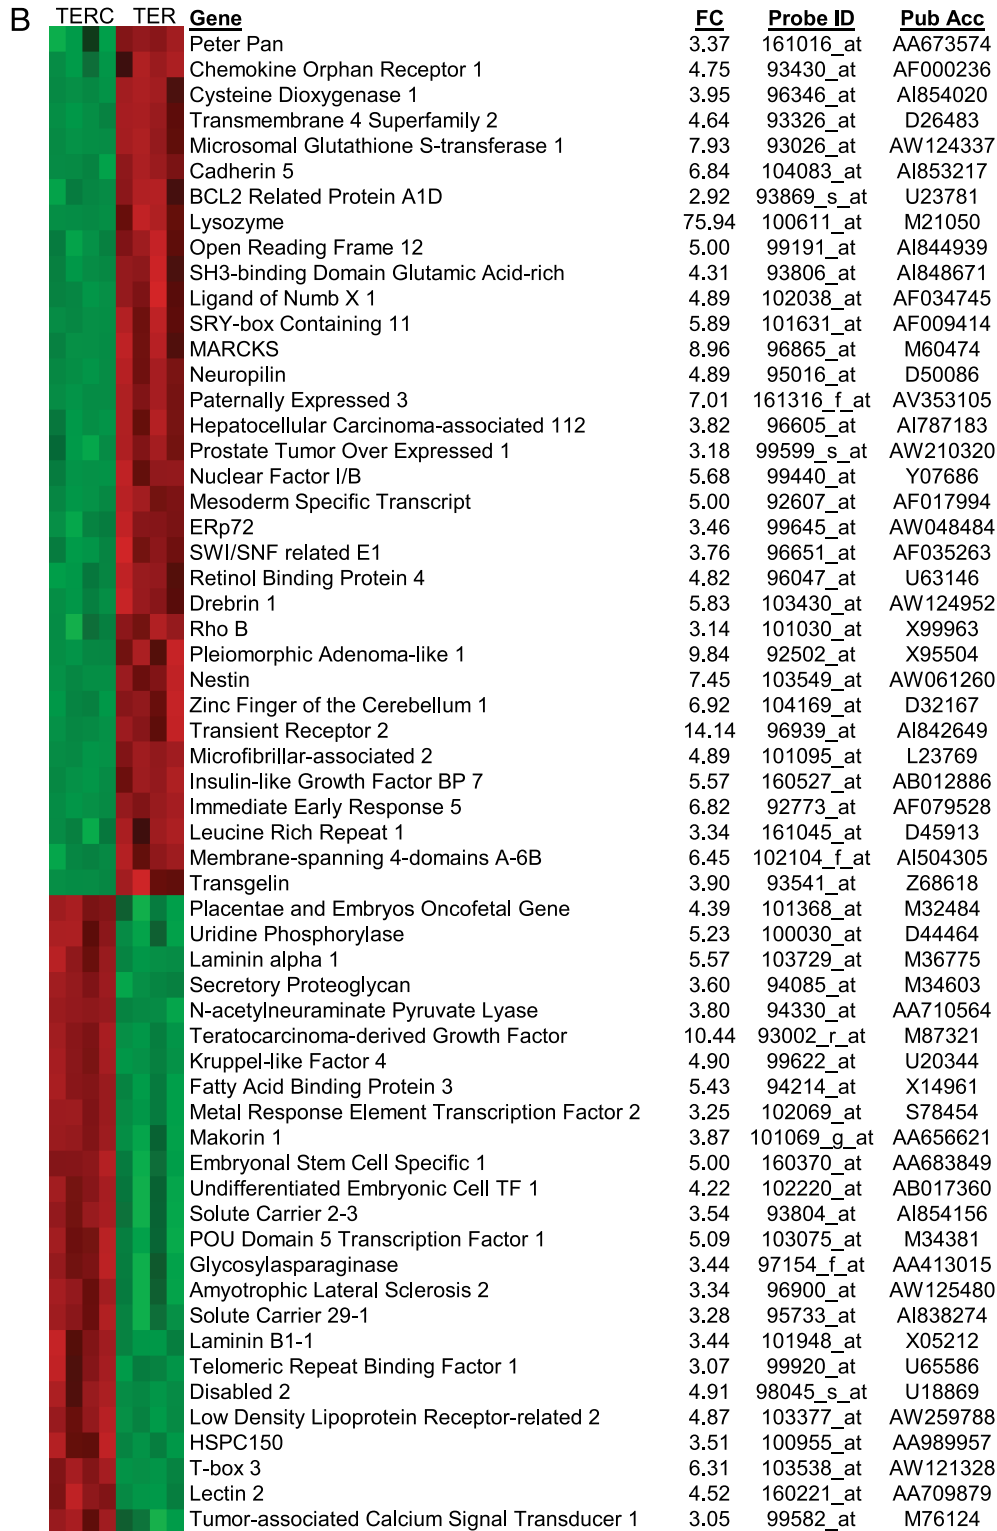 B TERC TER Gene FC Probe ID Pub Acc
Peter Pan 3.37 161016_at AA673574
Chemokine Orphan Receptor 1 4.75 93430_at AF000236
Cysteine Dioxygenase 1 3.95 96346_at AI854020
Transmembrane 4 Superfamily 2 4.64 93326_at D26483
Microsomal Glutathione S-transferase 1 7.93 93026_at AW124337
Cadherin 5 6.84 104083_at AI853217
BCL2 Related Protein A1D 2.92 93869_s_at U23781
Lysozyme 75.94 100611_at M21050
Open Reading Frame 12 5.00 99191_at AI844939
SH3-binding Domain Glutamic Acid-rich 4.31 93806_at AI848671
Ligand of Numb X 1 4.89 102038_at AF034745
SRY-box Containing 11 5.89 101631_at AF009414
MARCKS 8.96 96865_at M60474
Neuropilin 4.89 95016_at D50086
Paternally Expressed 3 7.01 161316_f_at AV353105
Hepatocellular Carcinoma-associated 112 3.82 96605_at AI787183
Prostate Tumor Over Expressed 1 3.18 99599_s_at AW210320
Nuclear Factor I/B 5.68 99440_at Y07686
Mesoderm Specific Transcript 5.00 92607_at AF017994
ERp72 3.46 99645_at AW048484
SWI/SNF related E1 3.76 96651_at AF035263
Retinol Binding Protein 4 4.82 96047_at U63146
Drebrin 1 5.83 103430_at AW124952
Rho B 3.14 101030_at X99963
Pleiomorphic Adenoma-like 1 9.84 92502_at X95504
Nestin 7.45 103549_at AW061260
Zinc Finger of the Cerebellum 1 6.92 104169_at D32167
Transient Receptor 2 14.14 96939_at AI842649
Microfibrillar-associated 2 4.89 101095_at L23769
Insulin-like Growth Factor BP 7 5.57 160527_at AB012886
Immediate Early Response 5 6.82 92773_at AF079528
Leucine Rich Repeat 1 3.34 161045_at D45913
Membrane-spanning 4-domains A-6B 6.45 102104_f_at AI504305
Transgelin 3.90 93541_at Z68618
Placentae and Embryos Oncofetal Gene 4.39 101368_at M32484
Uridine Phosphorylase 5.23 100030_at D44464
Laminin alpha 1 5.57 103729_at M36775
Secretory Proteoglycan 3.60 94085_at M34603
N-acetylneuraminate Pyruvate Lyase 3.80 94330_at AA710564
Teratocarcinoma-derived Growth Factor 10.44 93002_r_at M87321
Kruppel-like Factor 4 4.90 99622_at U20344
Fatty Acid Binding Protein 3 5.43 94214_at X14961
Metal Response Element Transcription Factor 2 3.25 102069_at S78454
Makorin 1 3.87 101069_g_at AA656621
Embryonal Stem Cell Specific 1 5.00 160370_at AA683849
Undifferentiated Embryonic Cell TF 1 4.22 102220_at AB017360
Solute Carrier 2-3 3.54 93804_at AI854156
POU Domain 5 Transcription Factor 1 5.09 103075_at M34381
Glycosylasparaginase 3.44 97154_f_at AA413015
Amyotrophic Lateral Sclerosis 2 3.34 96900_at AW125480
Solute Carrier 29-1 3.28 95733_at AI838274
Laminin B1-1 3.44 101948_at X05212
Telomeric Repeat Binding Factor 1 3.07 99920_at U65586
Disabled 2 4.91 98045_s_at U18869
Low Density Lipoprotein Receptor-related 2 4.87 103377_at AW259788
HSPC150 3.51 100955_at AA989957
T-box 3 6.31 103538_at AW121328
Lectin 2 4.52 160221_at AA709879
Tumor-associated Calcium Signal Transducer 1 3.05 99582_at M76124